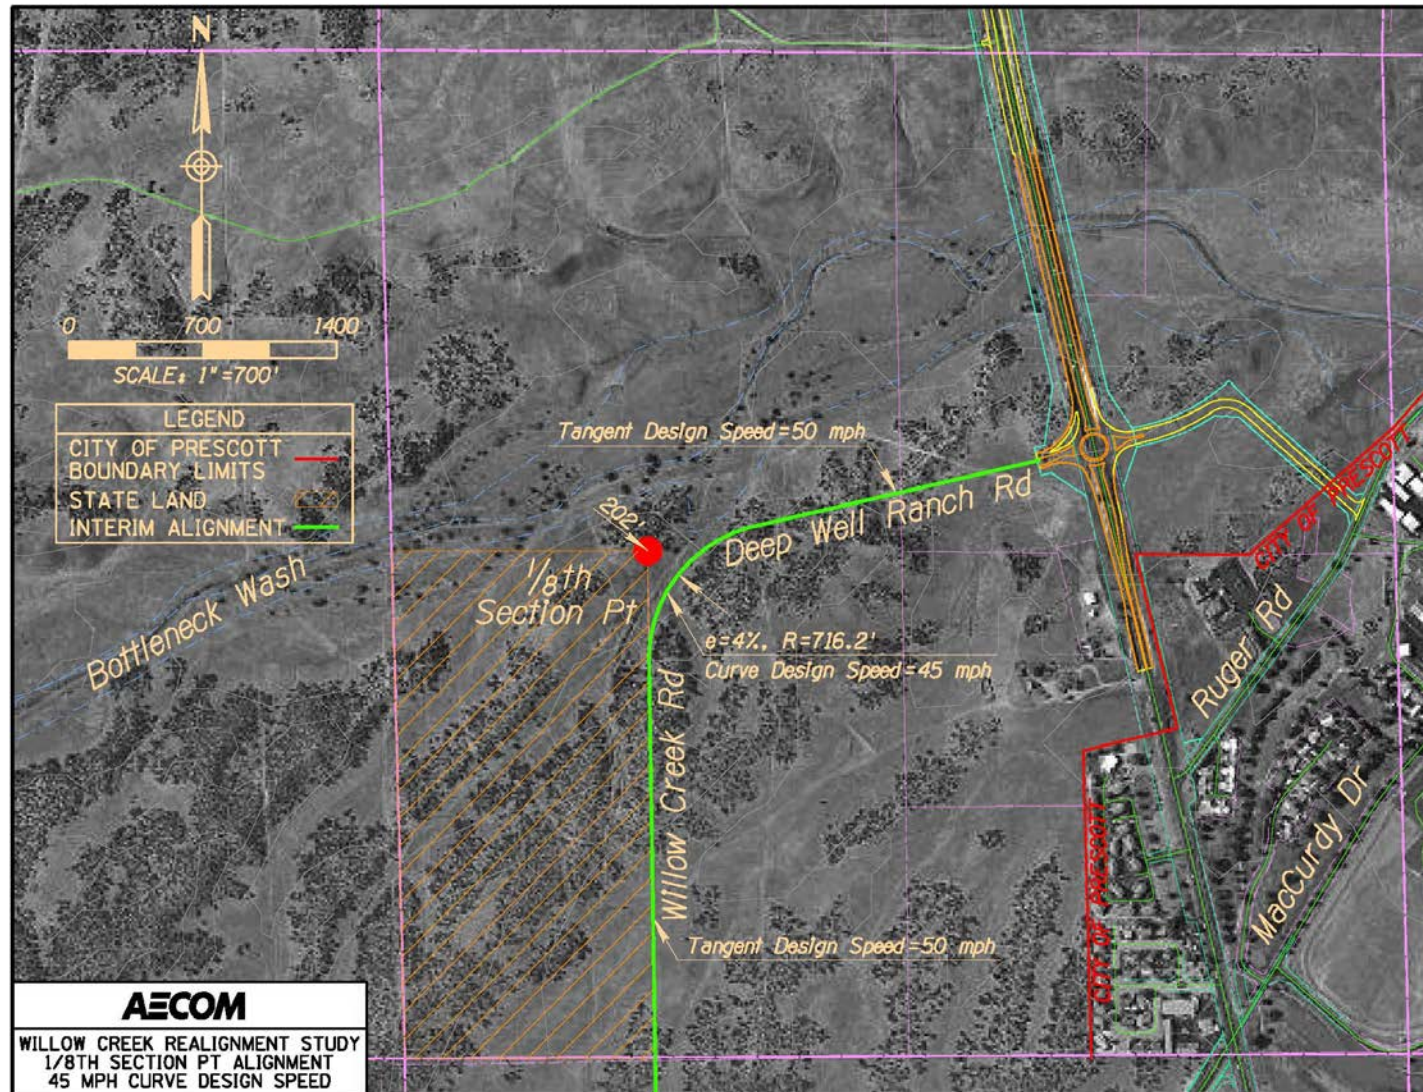 N
0 700 1400
SCALE: 1"=700'
LEGEND
CITY OF PRESCOTT
BOUNDARY LIMITS
STATE LAND
INTERIM ALIGNMENT
Tangent Design Speed=50 mph
Deep Well Ranch Rd
202'
1/8th
Section Pt
Bottleneck Wash
e=4%, R=716.2'
Curve Design Speed=45 mph
Willow Creek Rd
Tangent Design Speed=50 mph
CITY OF PRESCOTT
Ruger Rd
MacCurdy Dr
CITY OF PRESCOTT
AECOM
WILLOW CREEK REALIGNMENT STUDY
1/8TH SECTION PT ALIGNMENT
45 MPH CURVE DESIGN SPEED